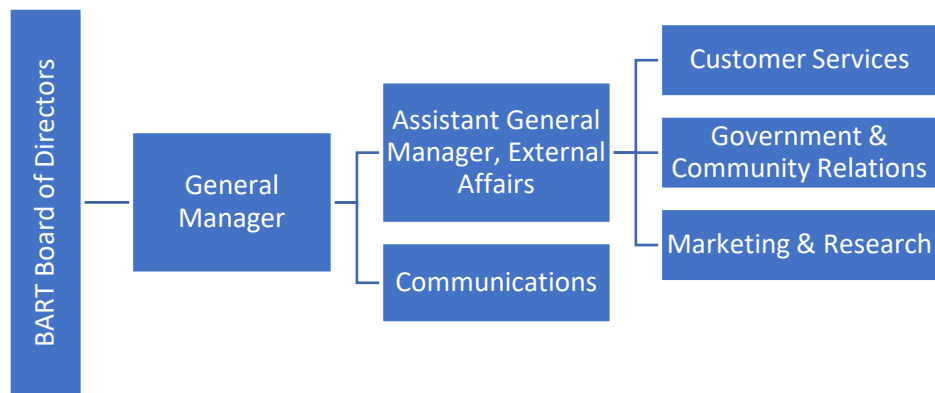 BART Board of Directors
General
Manager
Assistant General
Manager, External
Affairs
Communications
Customer Services
Government &
Community Relations
Marketing & Research